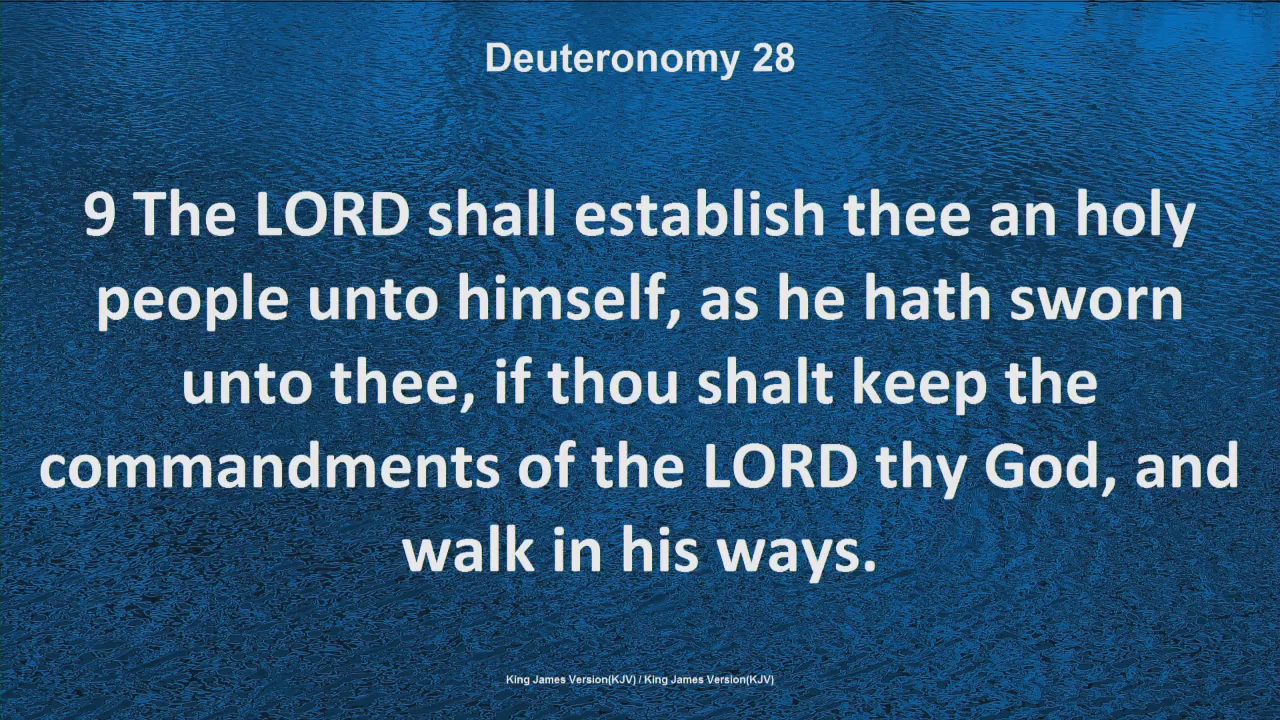 Deuteronomy 28
9 The LORD shall establish thee an holy
people unto himself, as he hath sworn
unto thee, if thou shalt keep the
commandments of the LORD thy God, and
walk in his ways.
King James Version(KJV) / King James Version(KJV)